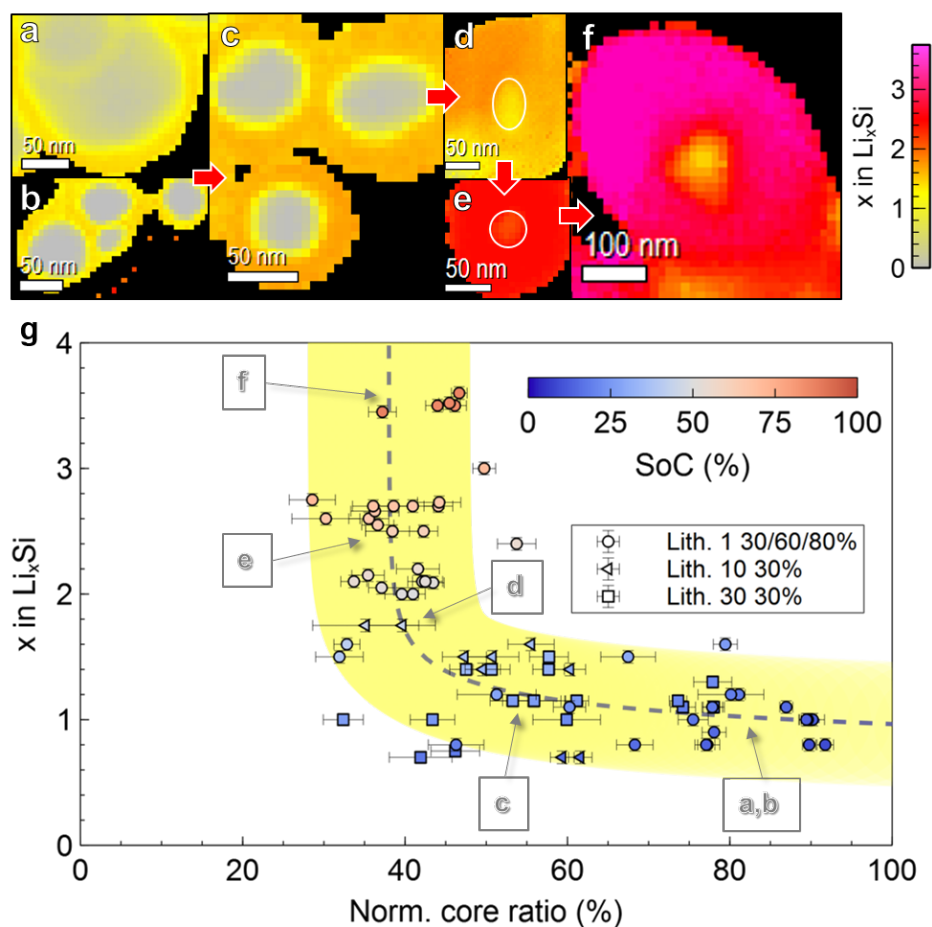 a
50 nm
b
50 nm
c
50 nm
d
50 nm
e
50 nm
f
100 nm
3
2
1
0
x in LiₓSi
g
4
3
2
1
0
x in LiₓSi
f
e
d
c
a,b
0 25 50 75 100
SoC (%)
Lith. 1 30/60/80%
Lith. 10 30%
Lith. 30 30%
0 20 40 60 80 100
Norm. core ratio (%)